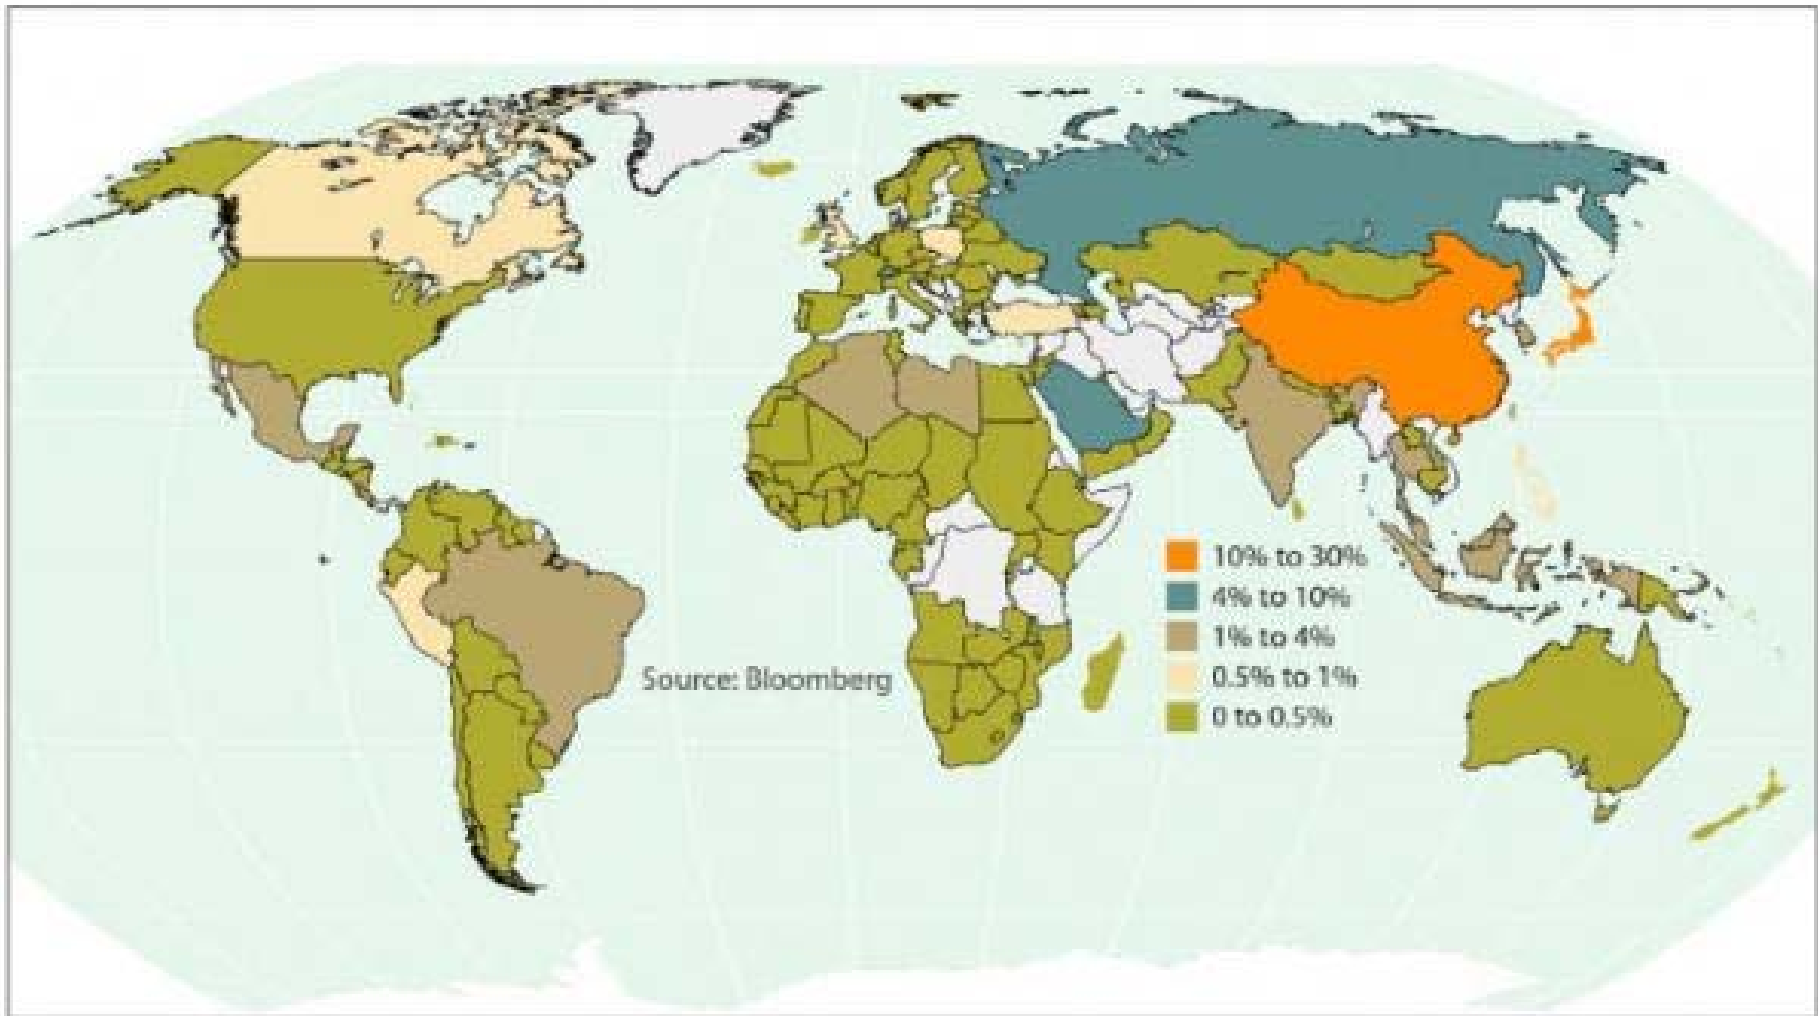 10% to 30%
4% to 10%
1% to 4%
Source: Bloomberg
0.5% to 1%
0 to 0.5%